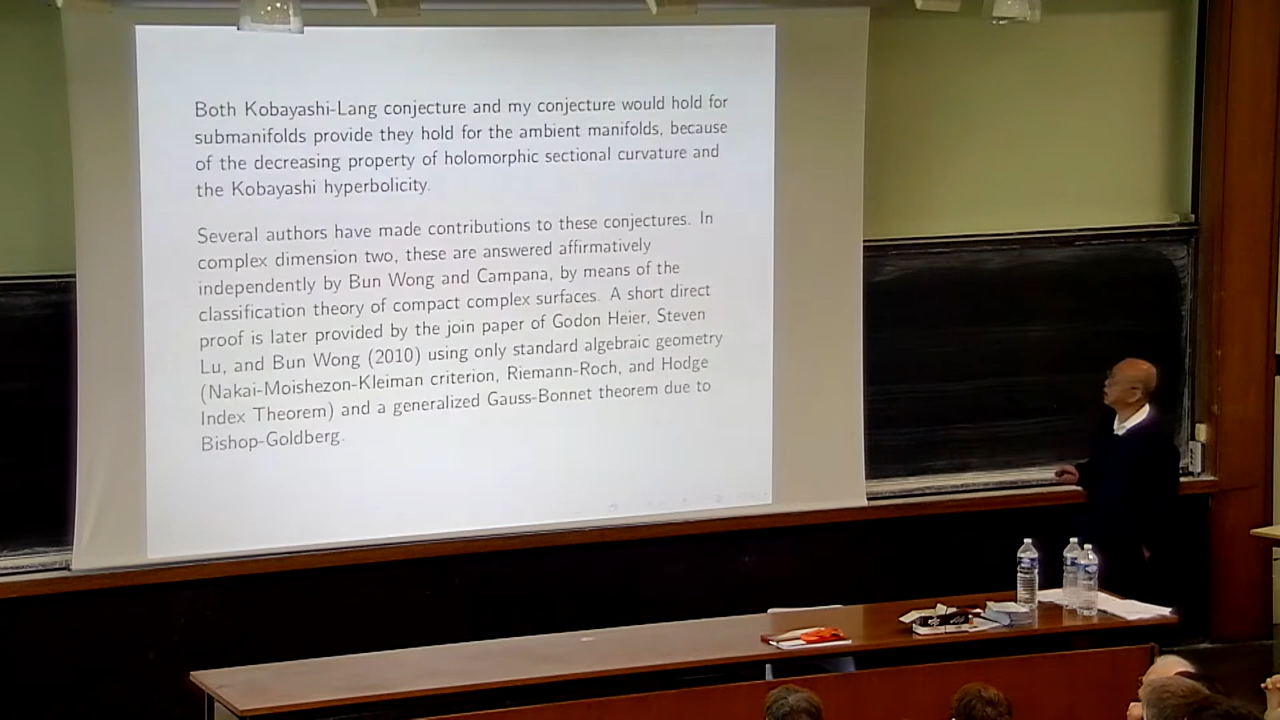 Both Kobayashi-Lang conjecture and my conjecture would hold for
submanifolds provide they hold for the ambient manifolds, because
of the decreasing property of holomorphic sectional curvature and
the Kobayashi hyperbolicity.
Several authors have made contributions to these conjectures. In
complex dimension two, these are answered affirmatively
independently by Bun Wong and Campana, by means of the
classification theory of compact complex surfaces. A short direct
proof is later provided by the join paper of Godon Heier, Steven
Lu, and Bun Wong (2010) using only standard algebraic geometry
(Nakai-Moishezon-Kleiman criterion, Riemann-Roch, and Hodge
Index Theorem) and a generalized Gauss-Bonnet theorem due to
Bishop-Goldberg.